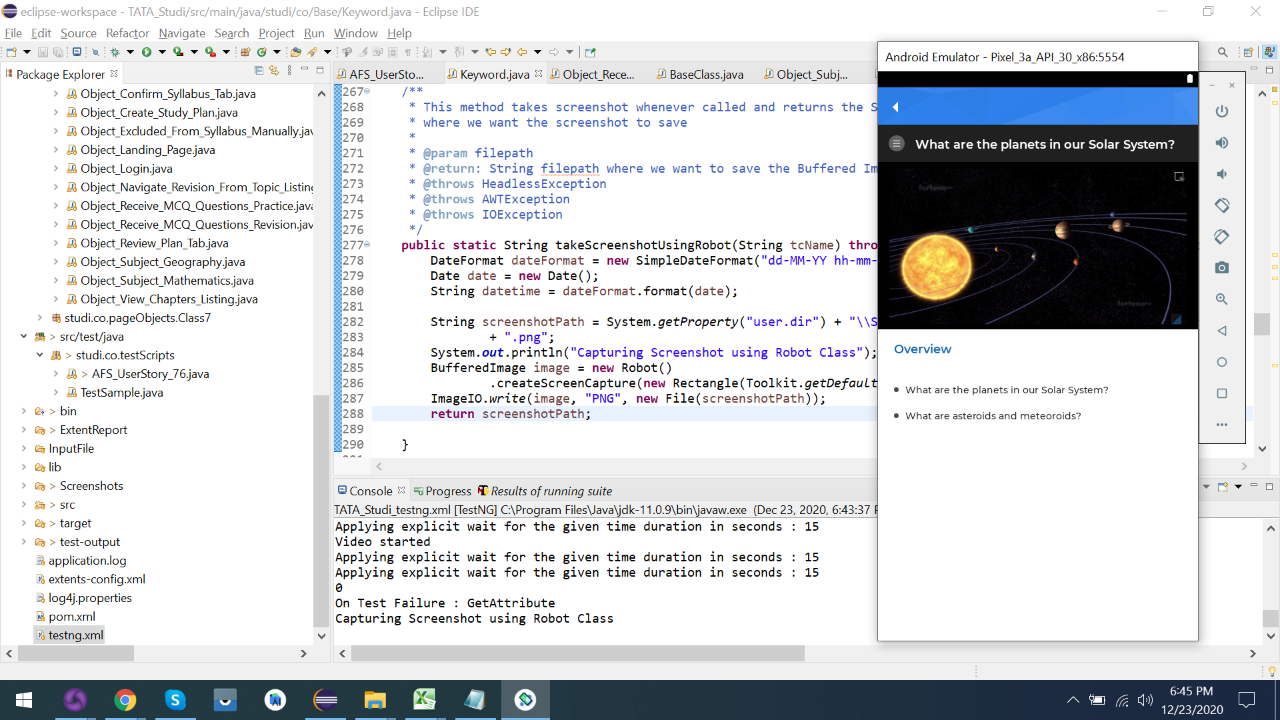 eclipse-workspace - TATA_Studi/src/main/java/studi/co/Base/Keyword.java - Eclipse IDE
File Edit Source Refactor Navigate Search Project Run Window Help
Package Explorer
Object_Confirm_Syllabus_Tab.java
Object_Create_Study_Plan.java
Object_Excluded_From_Syllabus_Manually.jav
Object_Landing_Page.java
Object_Login.java
Object_Navigate_Revision_From_Topic_Listing
Object_Receive_MCQ_Questions_Practice.java
Object_Receive_MCQ_Questions_Revision.java
Object_Review_Plan_Tab.java
Object_Subject_Geography.java
Object_Subject_Mathematics.java
Object_View_Chapters_Listing.java
studi.co.pageObjects.Class7
> src/test/java
> studi.co.testScripts
> AFS_UserStory_76.java
TestSample.java
> bin
> ExtentReport
InputFile
lib
> Screenshots
> src
> target
> test-output
application.log
extents-config.xml
log4j.properties
pom.xml
testng.xml
AFS_UserSto... Keyword.java Object_Rece... BaseClass.java Object_Subj...
267 /**
268 * This method takes screenshot whenever called and returns the S
269 * where we want the screenshot to save
270 *
271 * @param filepath
272 * @return: String filepath where we want to save the Buffered Im
273 * @throws HeadlessException
274 * @throws AWTException
275 * @throws IOException
276 */
277 public static String takeScreenshotUsingRobot(String tcName) throw
278 DateFormat dateFormat = new SimpleDateFormat("dd-MM-YY hh-mm-
279 Date date = new Date();
280 String datetime = dateFormat.format(date);
281
282 String screenshotPath = System.getProperty("user.dir") + "\\S
283 + ".png";
284 System.out.println("Capturing Screenshot using Robot Class");
285 BufferedImage image = new Robot()
286 .createScreenCapture(new Rectangle(Toolkit.getDefault
287 ImageIO.write(image, "PNG", new File(screenshotPath));
288 return screenshotPath;
289
290 }
Console Progress Results of running suite
TATA_Studi_testng.xml [TestNG] C:\Program Files\Java\jdk-11.0.9\bin\javaw.exe (Dec 23, 2020, 6:43:37 P
Applying explicit wait for the given time duration in seconds : 15
Video started
Applying explicit wait for the given time duration in seconds : 15
Applying explicit wait for the given time duration in seconds : 15
0
On Test Failure : GetAttribute
Capturing Screenshot using Robot Class
Android Emulator - Pixel_3a_API_30_x86:5554
What are the planets in our Solar System?
Overview
What are the planets in our Solar System?
What are asteroids and meteoroids?
6:45 PM
12/23/2020